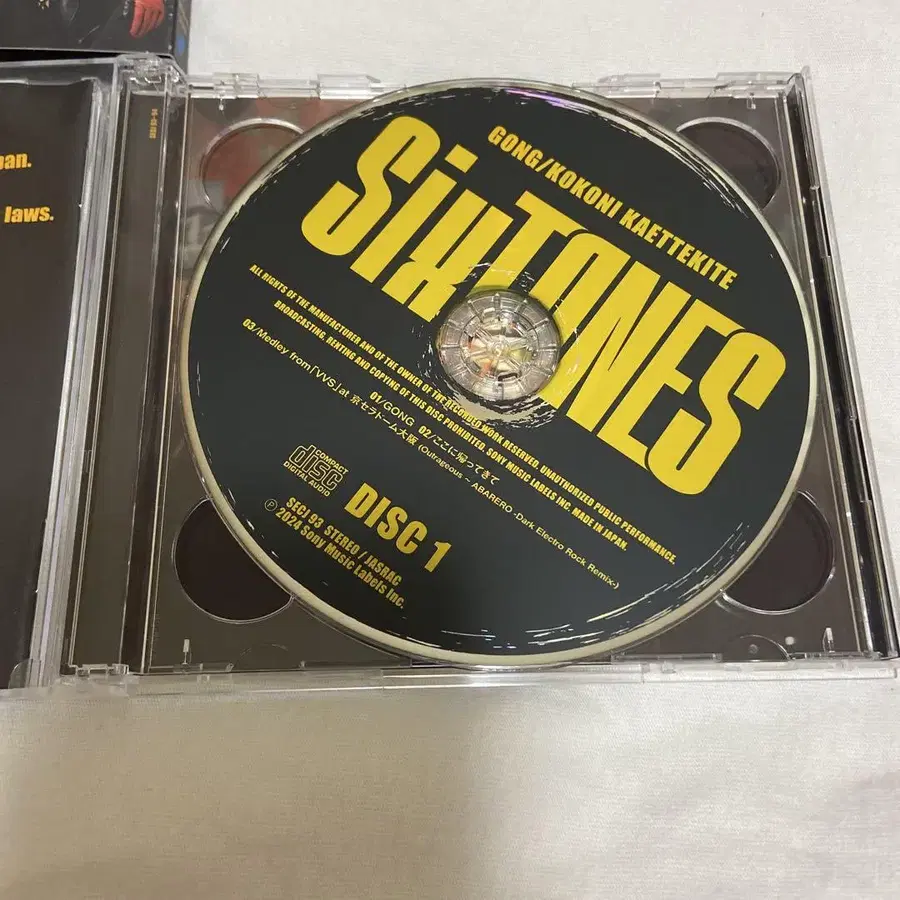 nan.
laws.
SECJ 93~94
GONG/KOKONI KAETTEKITE
SixTONES
ALL RIGHTS OF THE MANUFACTURER AND OF THE OWNER OF THE RECORDED WORK RESERVED. UNAUTHORIZED PUBLIC PERFORMANCE,
BROADCASTING, RENTING AND COPYING OF THIS DISC PROHIBITED. SONY MUSIC LABELS INC. MADE IN JAPAN.
01/GONG 02/ここに帰ってきて
03/Medley from「VVS」at 京セラドーム大阪 (Outrageous ~ ABARERO -Dark Electro Rock Remix-)
COMPACT
disc
DIGITAL AUDIO
DISC 1
SECJ 93 STEREO / JASRAC
Ⓟ 2024 Sony Music Labels Inc.